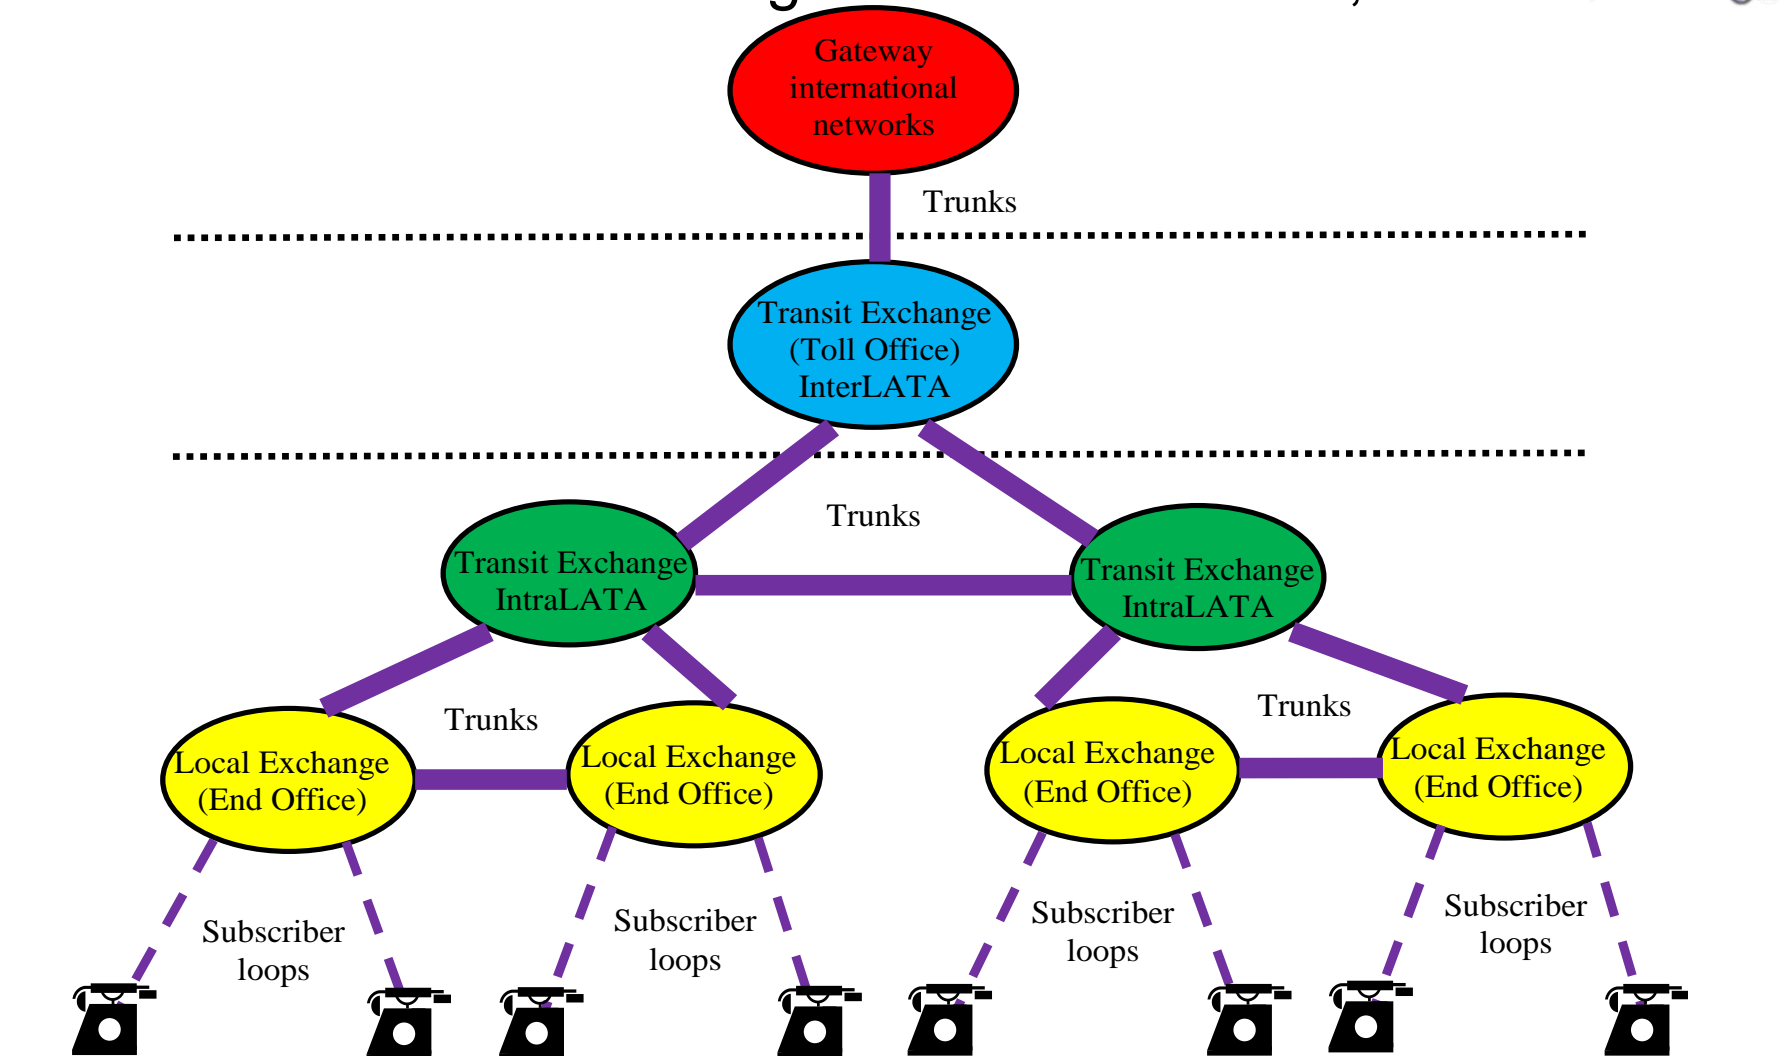 Gateway
international
networks
Trunks
Transit Exchange
(Toll Office)
InterLATA
Trunks
Transit Exchange
IntraLATA
Transit Exchange
IntraLATA
Trunks
Trunks
Local Exchange
(End Office)
Local Exchange
(End Office)
Local Exchange
(End Office)
Local Exchange
(End Office)
Subscriber
loops
Subscriber
loops
Subscriber
loops
Subscriber
loops